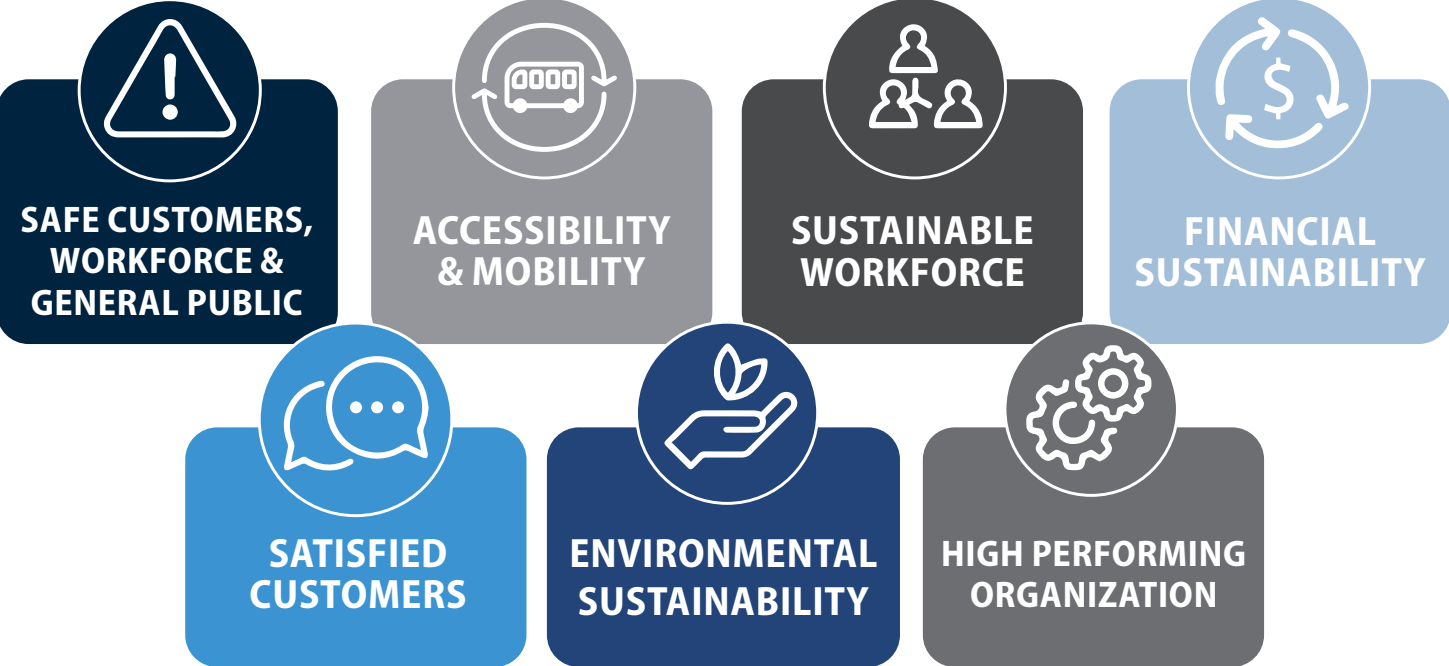 SAFE CUSTOMERS,
WORKFORCE &
GENERAL PUBLIC
ACCESSIBILITY
& MOBILITY
SUSTAINABLE
WORKFORCE
$
FINANCIAL
SUSTAINABILITY
SATISFIED
CUSTOMERS
ENVIRONMENTAL
SUSTAINABILITY
HIGH PERFORMING
ORGANIZATION